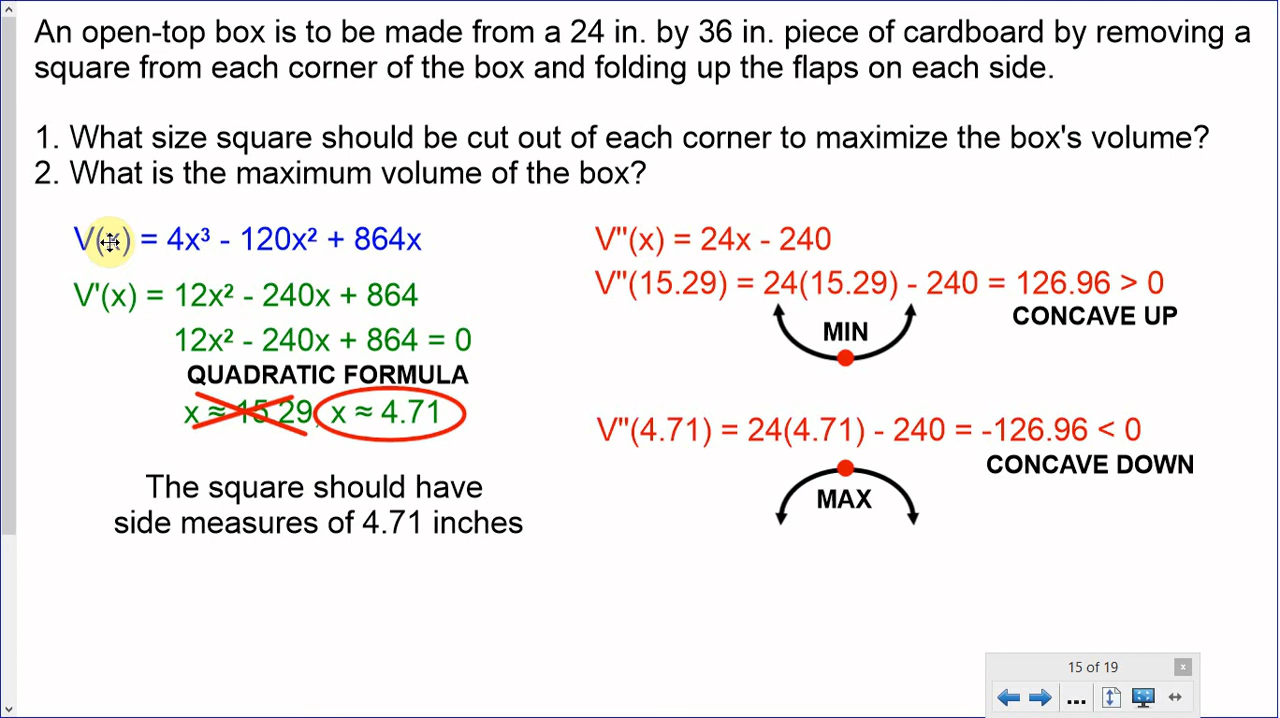 An open-top box is to be made from a 24 in. by 36 in. piece of cardboard by removing a
square from each corner of the box and folding up the flaps on each side.
1. What size square should be cut out of each corner to maximize the box's volume?
2. What is the maximum volume of the box?
V(x) = 4x³ - 120x² + 864x
V'(x) = 12x² - 240x + 864
12x² - 240x + 864 = 0
QUADRATIC FORMULA
x ≈ 15.29, x ≈ 4.71
The square should have
side measures of 4.71 inches
V"(x) = 24x - 240
V"(15.29) = 24(15.29) - 240 = 126.96 > 0
CONCAVE UP
MIN
V"(4.71) = 24(4.71) - 240 = -126.96 < 0
CONCAVE DOWN
MAX
15 of 19